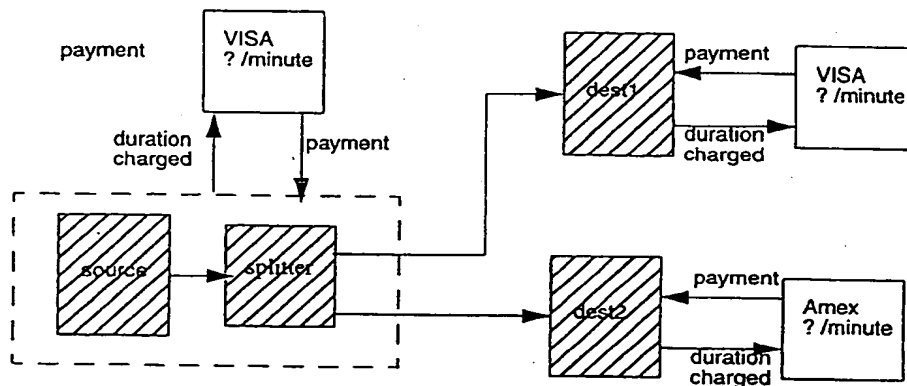 payment
VISA
? /minute
duration
charged
payment
source
splitter
payment
dest1
VISA
? /minute
duration
charged
payment
dest2
Amex
? /minute
duration
charged